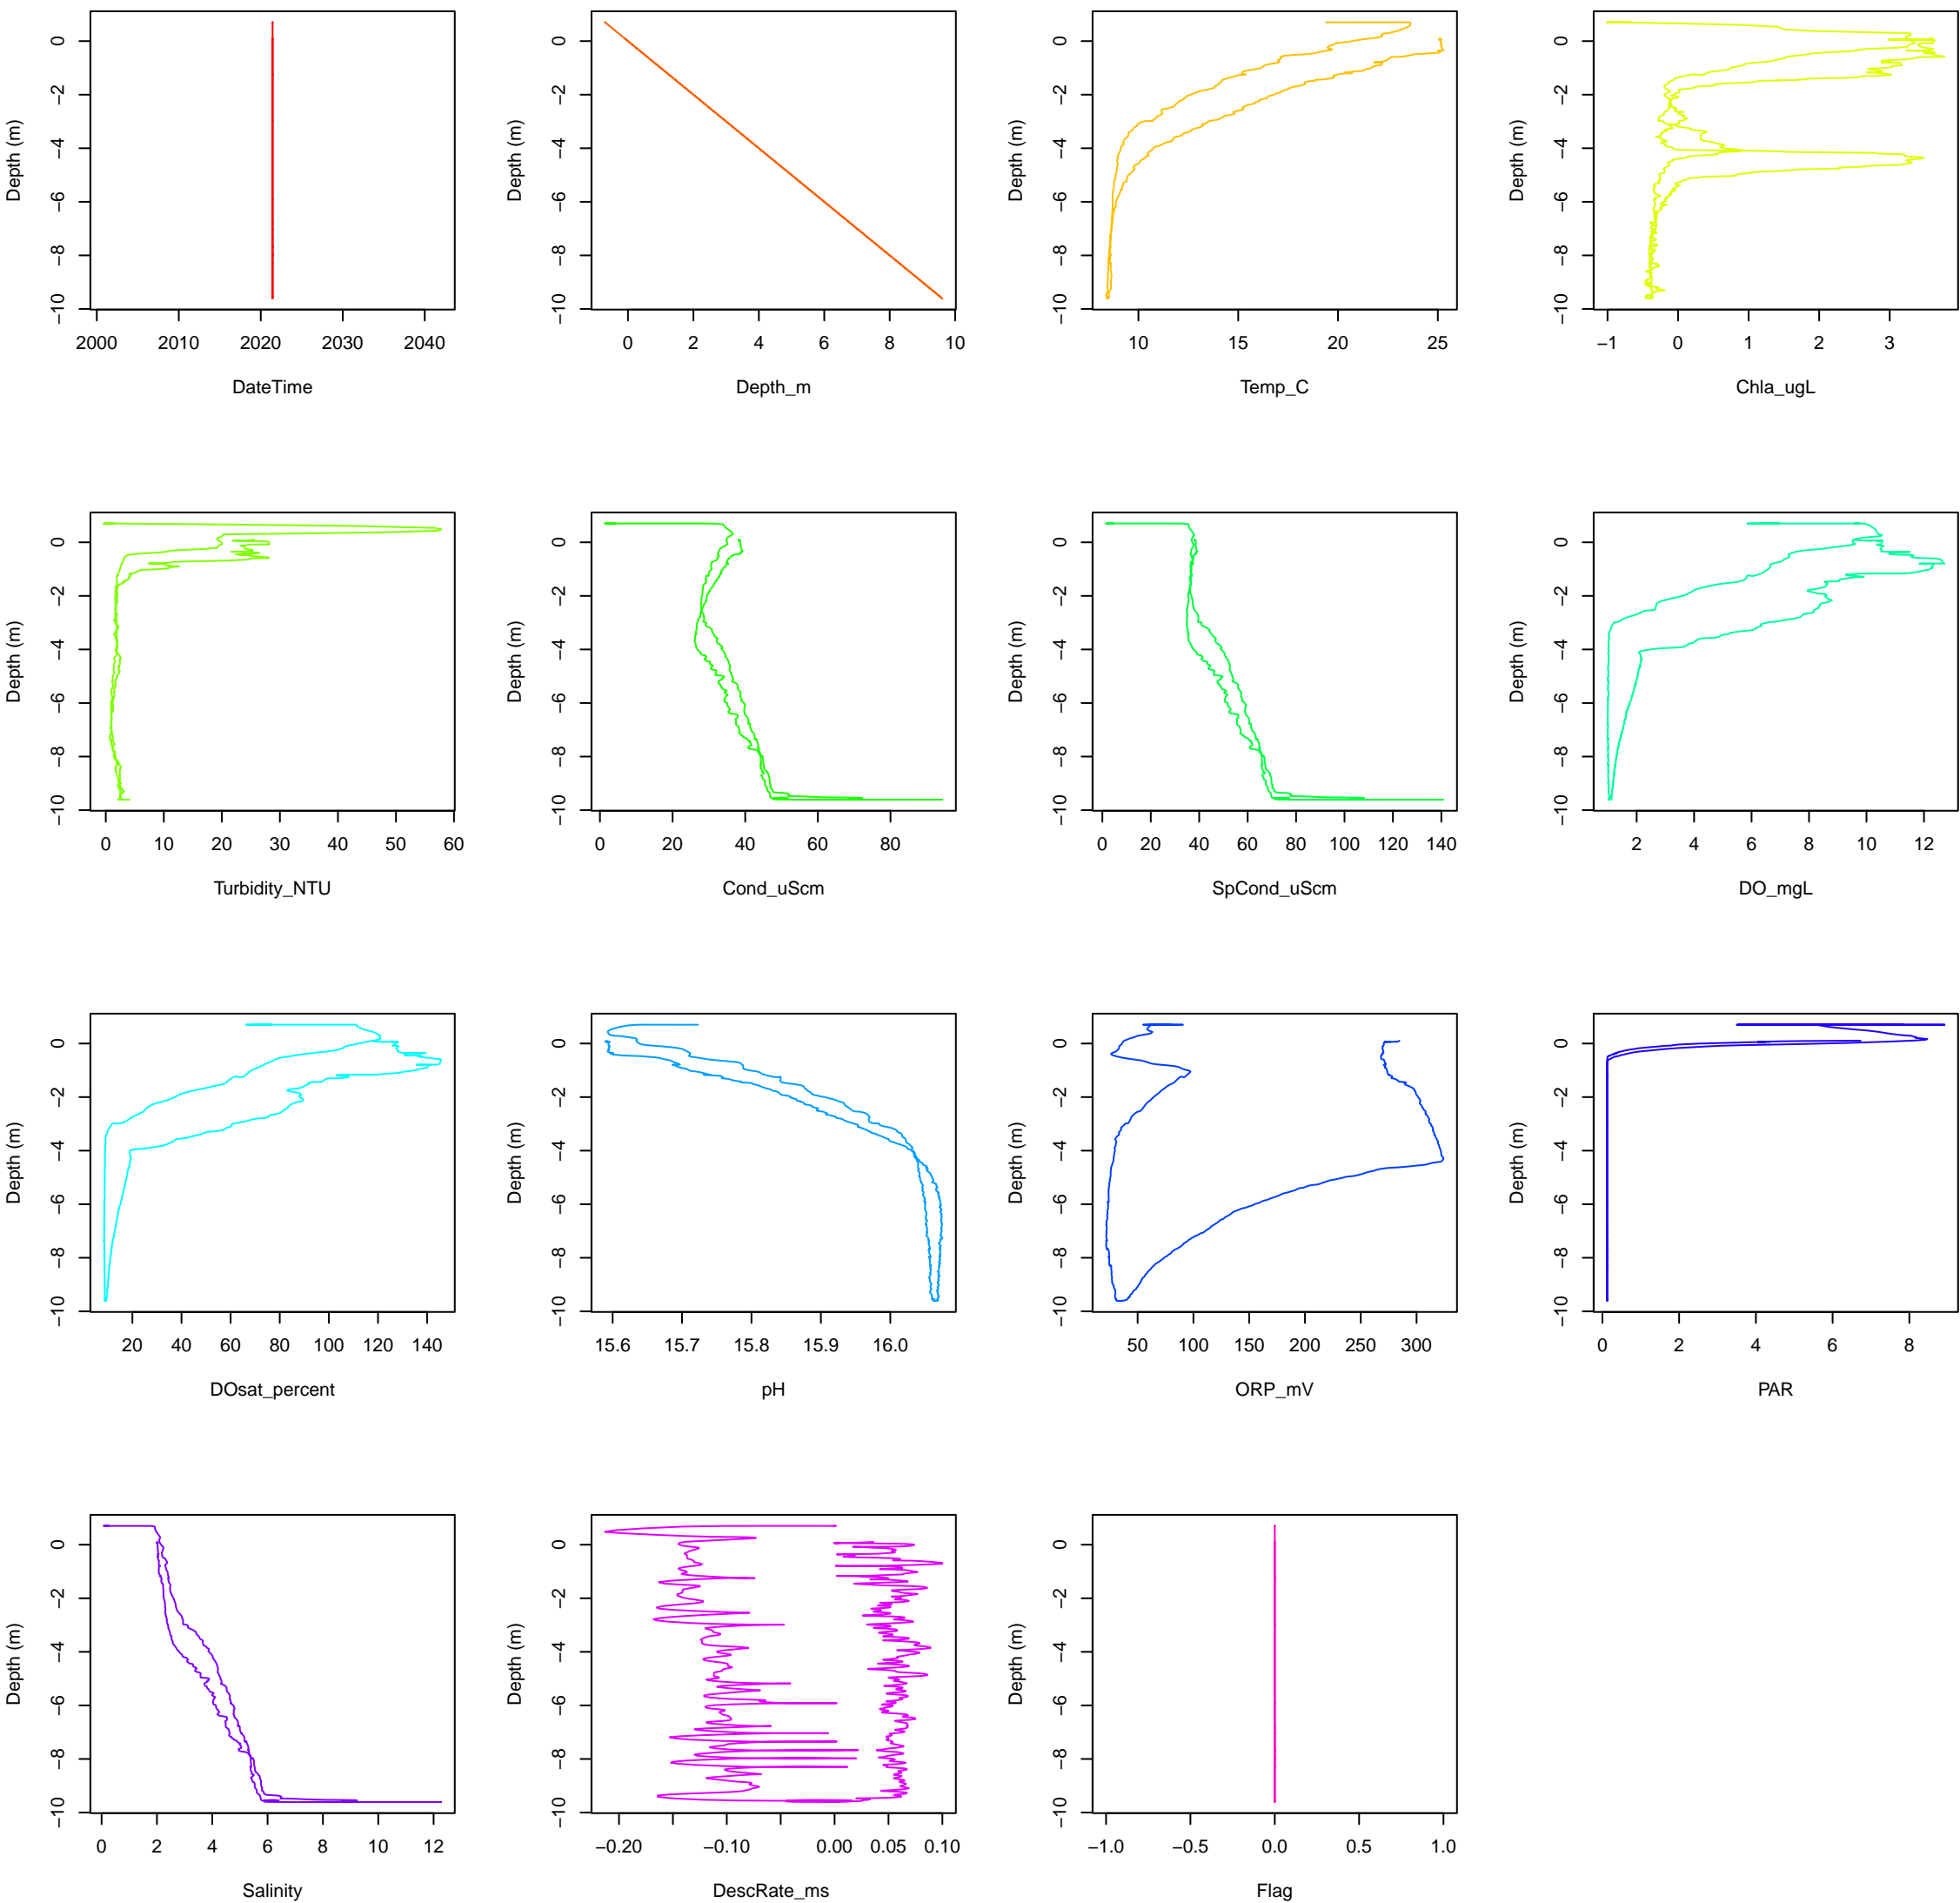 Depth (m)
0
−2
−4
−6
−8
−10
2000 2010 2020 2030 2040
DateTime
Depth (m)
0
−2
−4
−6
−8
−10
0 2 4 6 8 10
Depth_m
Depth (m)
0
−2
−4
−6
−8
−10
10 15 20 25
Temp_C
Depth (m)
0
−2
−4
−6
−8
−10
−1 0 1 2 3
Chla_ugL
Depth (m)
0
−2
−4
−6
−8
−10
0 10 20 30 40 50 60
Turbidity_NTU
Depth (m)
0
−2
−4
−6
−8
−10
0 20 40 60 80
Cond_uScm
Depth (m)
0
−2
−4
−6
−8
−10
0 20 40 60 80 100 120 140
SpCond_uScm
Depth (m)
0
−2
−4
−6
−8
−10
2 4 6 8 10 12
DO_mgL
Depth (m)
0
−2
−4
−6
−8
−10
20 40 60 80 100 120 140
DOsat_percent
Depth (m)
0
−2
−4
−6
−8
−10
15.6 15.7 15.8 15.9 16.0
pH
Depth (m)
0
−2
−4
−6
−8
−10
50 100 150 200 250 300
ORP_mV
Depth (m)
0
−2
−4
−6
−8
−10
0 2 4 6 8
PAR
Depth (m)
0
−2
−4
−6
−8
−10
0 2 4 6 8 10 12
Salinity
Depth (m)
0
−2
−4
−6
−8
−10
−0.20 −0.10 0.00 0.05 0.10
DescRate_ms
Depth (m)
0
−2
−4
−6
−8
−10
−1.0 −0.5 0.0 0.5 1.0
Flag